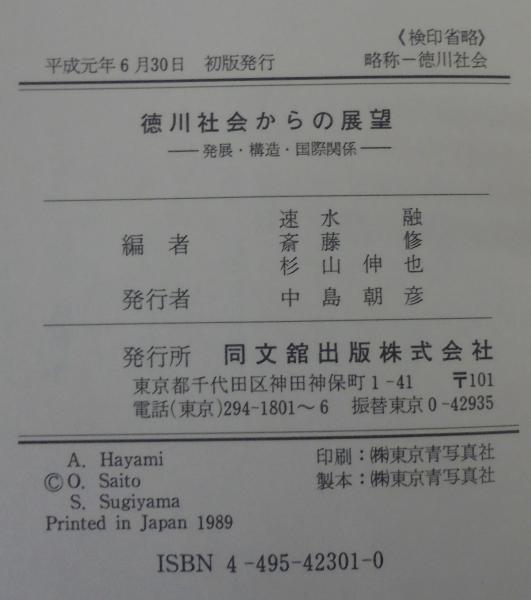 《検印省略》
平成元年6月30日 初版発行 略称－徳川社会
徳川社会からの展望
――発展・構造・国際関係――
速水 融
編者 斎藤 修
杉山伸也
発行者 中島朝彦
発行所 同文舘出版株式会社
東京都千代田区神田神保町1-41 〒101
電話(東京)294-1801～6 振替東京0-42935
A. Hayami 印刷：㈱東京青写真社
©O. Saito 製本：㈱東京青写真社
S. Sugiyama
Printed in Japan 1989
ISBN 4-495-42301-0